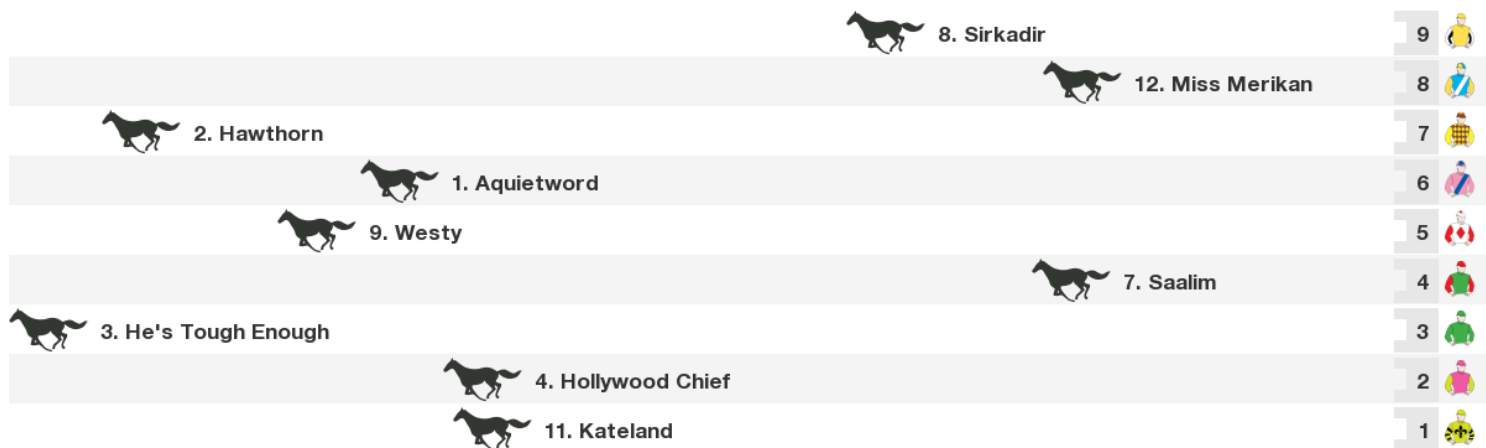 8. Sirkadir 9
12. Miss Merikan 8
2. Hawthorn 7
1. Aquietword 6
9. Westy 5
7. Saalim 4
3. He's Tough Enough 3
4. Hollywood Chief 2
11. Kateland 1